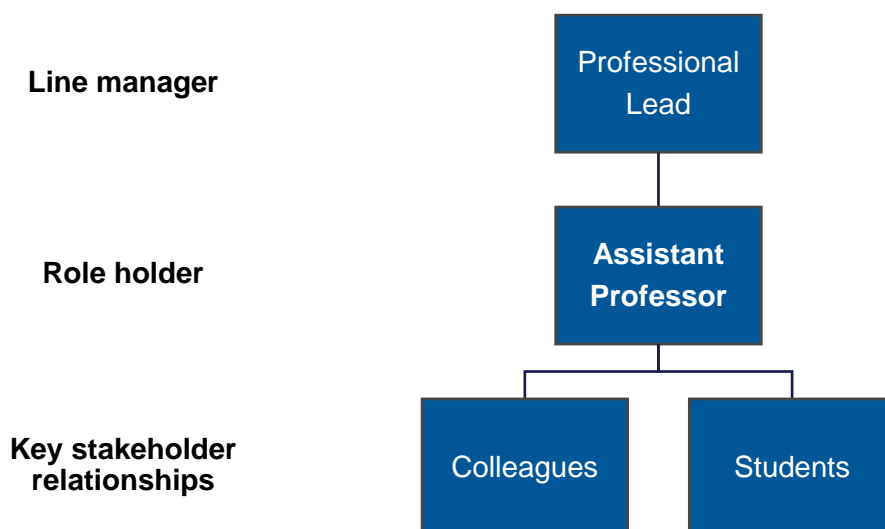 Line manager
Professional
Lead
Role holder
Assistant
Professor
Key stakeholder
relationships
Colleagues
Students